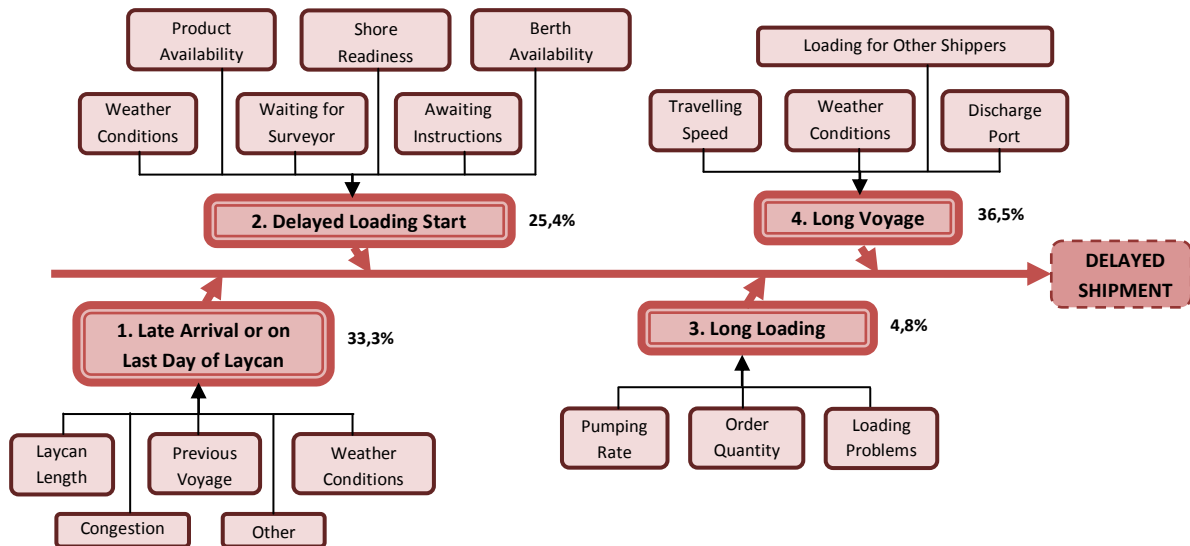 Product
Availability
Shore
Readiness
Berth
Availability
Loading for Other Shippers
Weather
Conditions
Waiting for
Surveyor
Awaiting
Instructions
Travelling
Speed
Weather
Conditions
Discharge
Port
2. Delayed Loading Start
25,4%
4. Long Voyage
36,5%
DELAYED
SHIPMENT
1. Late Arrival or on
Last Day of Laycan
33,3%
3. Long Loading
4,8%
Laycan
Length
Previous
Voyage
Weather
Conditions
Pumping
Rate
Order
Quantity
Loading
Problems
Congestion
Other